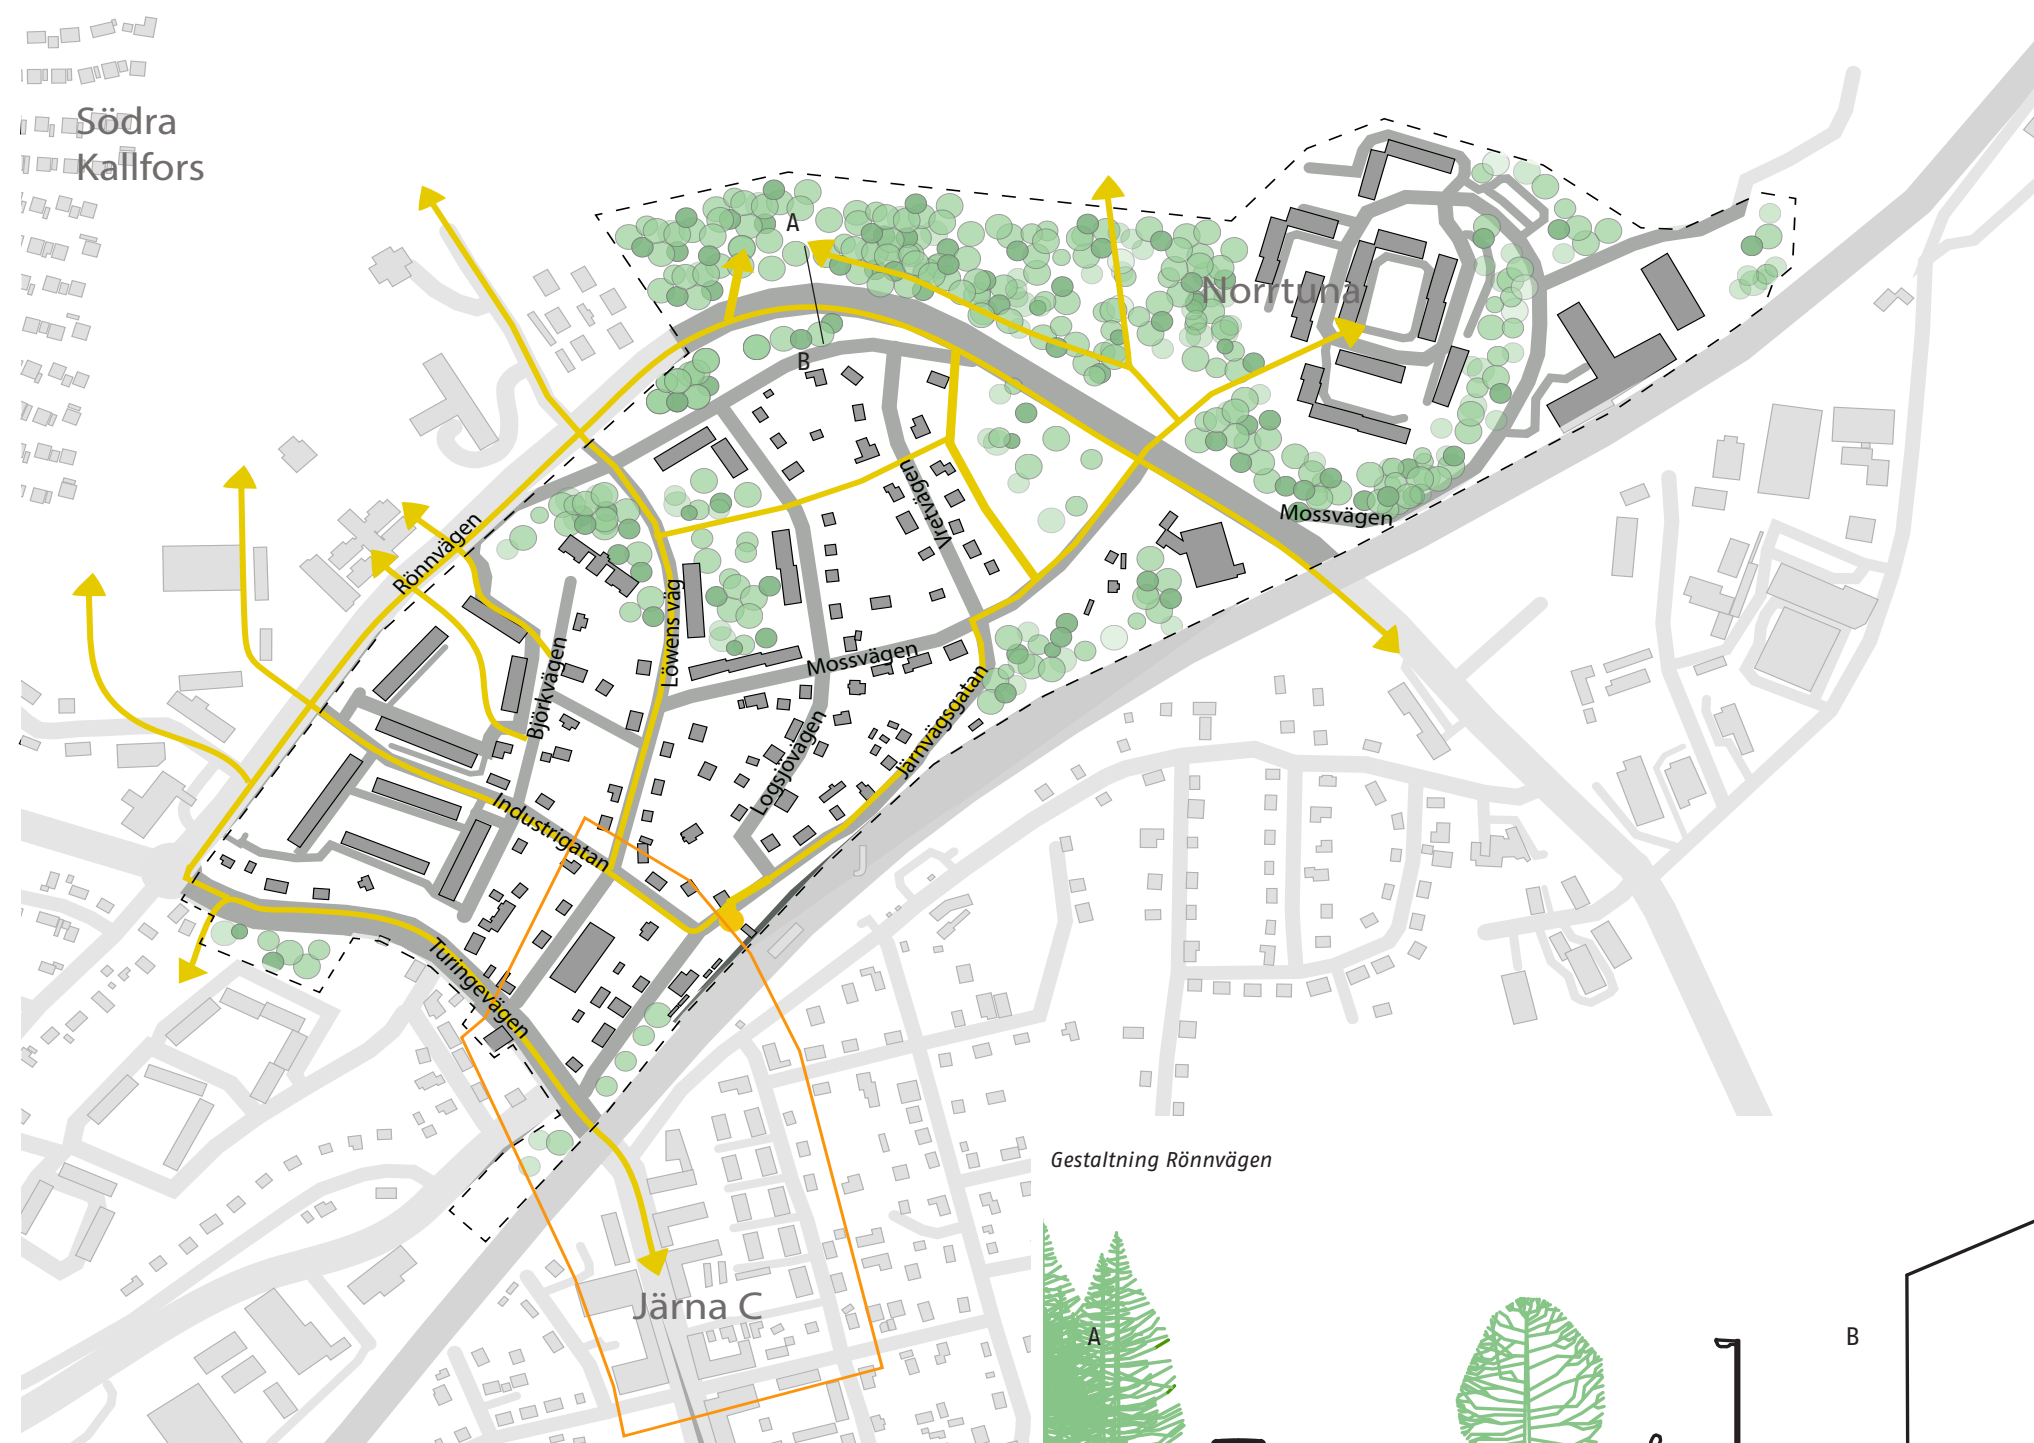 Södra
Kallfors
A
B
Norrtuna
Rönnvägen
Vretvägen
Mossvägen
Löwens väg
Björkvägen
Mossvägen
Logsjövägen
Järnvägsgatan
Industrigatan
J
Turingevägen
Järna C
Gestaltning Rönnvägen
A
B